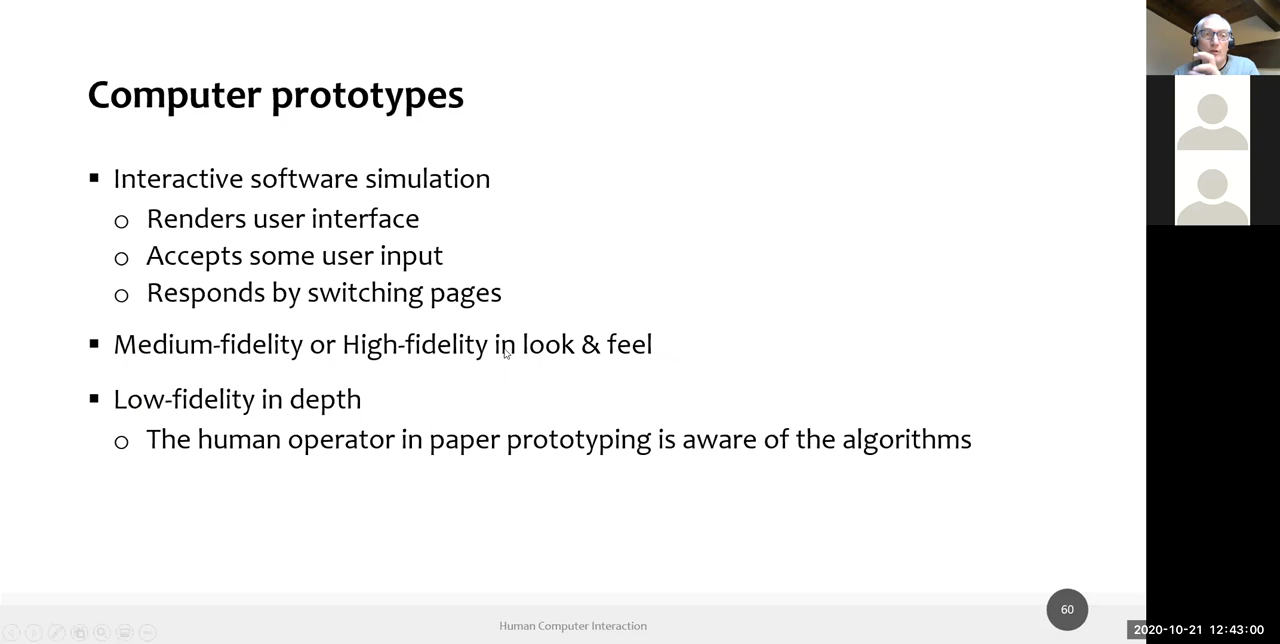 Computer prototypes
▪ Interactive software simulation
o Renders user interface
o Accepts some user input
o Responds by switching pages
▪ Medium-fidelity or High-fidelity in look & feel
▪ Low-fidelity in depth
o The human operator in paper prototyping is aware of the algorithms
60
Human Computer Interaction
2020-10-21 12:43:00